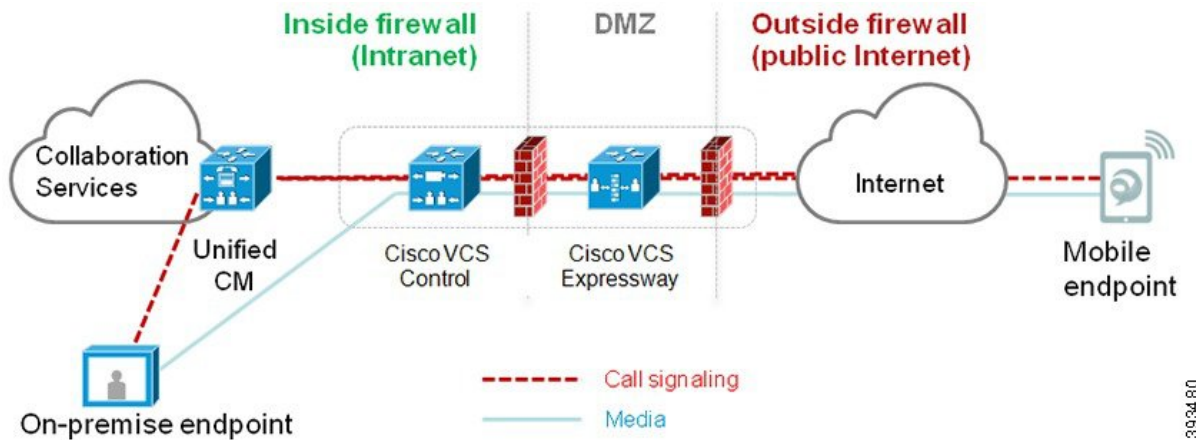 Inside firewall
(Intranet)
DMZ
Outside firewall
(public Internet)
Collaboration
Services
Unified
CM
Cisco VCS
Control
Cisco VCS
Expressway
Internet
Mobile
endpoint
On-premise endpoint
Call signaling
Media
393480